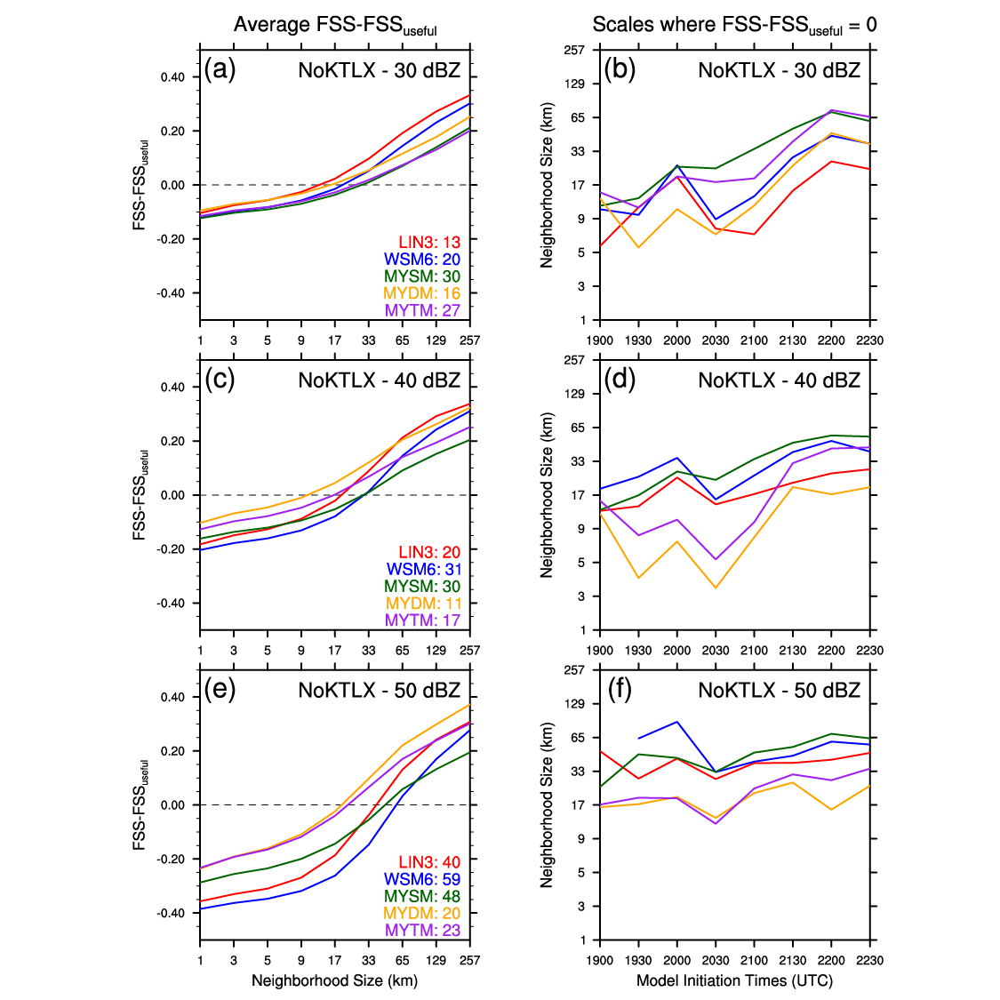 Average FSS-FSSuseful
Scales where FSS-FSSuseful = 0
(a) NoKTLX - 30 dBZ
FSS-FSSuseful
0.40
0.20
0.00
-0.20
-0.40
LIN3: 13
WSM6: 20
MYSM: 30
MYDM: 16
MYTM: 27
1 3 5 9 17 33 65 129 257
(b) NoKTLX - 30 dBZ
Neighborhood Size (km)
257
129
65
33
17
9
5
3
1
1900 1930 2000 2030 2100 2130 2200 2230
(c) NoKTLX - 40 dBZ
FSS-FSSuseful
0.40
0.20
0.00
-0.20
-0.40
LIN3: 20
WSM6: 31
MYSM: 30
MYDM: 11
MYTM: 17
1 3 5 9 17 33 65 129 257
(d) NoKTLX - 40 dBZ
Neighborhood Size (km)
257
129
65
33
17
9
5
3
1
1900 1930 2000 2030 2100 2130 2200 2230
(e) NoKTLX - 50 dBZ
FSS-FSSuseful
0.40
0.20
0.00
-0.20
-0.40
LIN3: 40
WSM6: 59
MYSM: 48
MYDM: 20
MYTM: 23
1 3 5 9 17 33 65 129 257
Neighborhood Size (km)
(f) NoKTLX - 50 dBZ
Neighborhood Size (km)
257
129
65
33
17
9
5
3
1
1900 1930 2000 2030 2100 2130 2200 2230
Model Initiation Times (UTC)